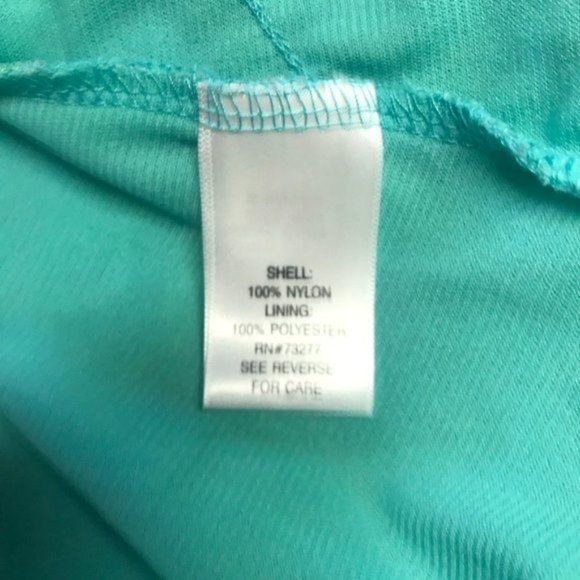 SHELL:
100% NYLON
LINING:
100% POLYESTER
RN#73277
SEE REVERSE
FOR CARE